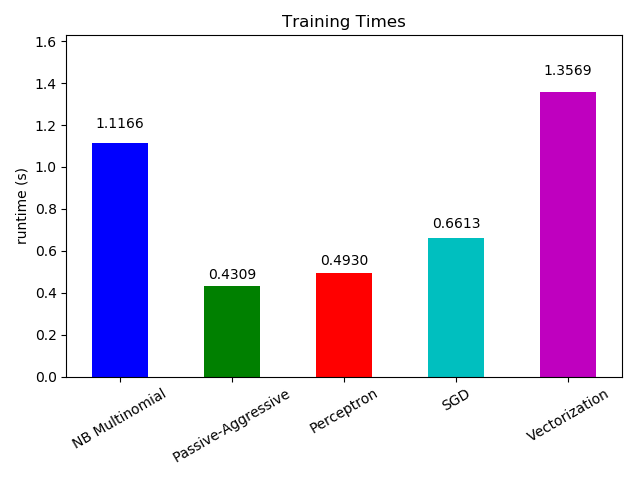 Training Times
runtime (s)
1.6
1.4
1.2
1.0
0.8
0.6
0.4
0.2
0.0
1.1166
0.4309
0.4930
0.6613
1.3569
NB Multinomial
Passive-Aggressive
Perceptron
SGD
Vectorization